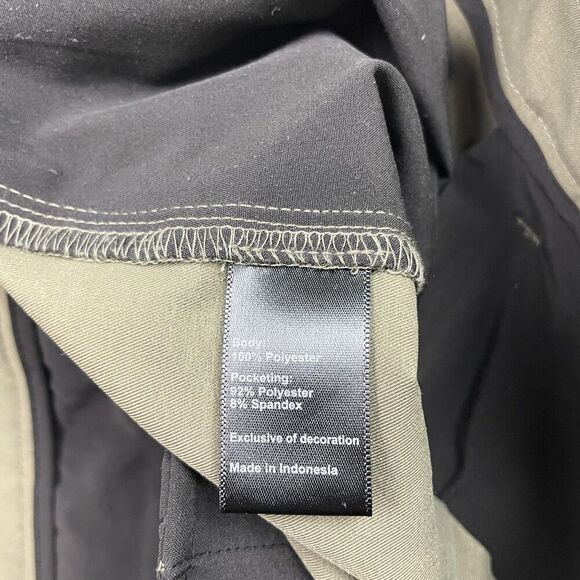 Body:
100% Polyester
Pocketing:
92% Polyester
8% Spandex
Exclusive of decoration
Made in Indonesia